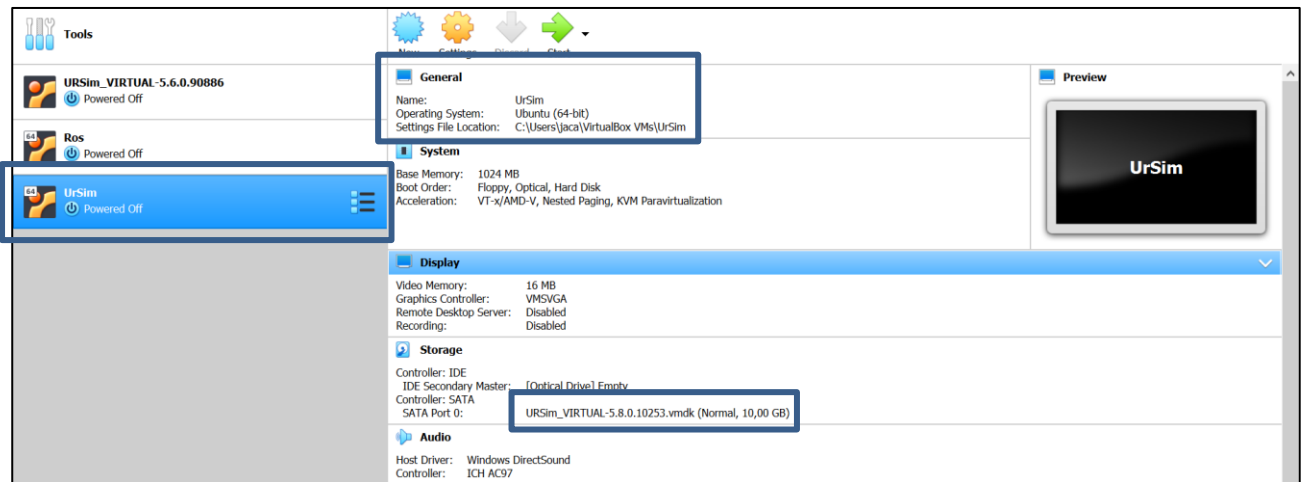 Tools
New Settings Discard Start
URSim_VIRTUAL-5.6.0.90886
Powered Off
64
Ros
Powered Off
64
UrSim
Powered Off
General
Name: UrSim
Operating System: Ubuntu (64-bit)
Settings File Location: C:\Users\jaca\VirtualBox VMs\UrSim
Preview
UrSim
System
Base Memory: 1024 MB
Boot Order: Floppy, Optical, Hard Disk
Acceleration: VT-x/AMD-V, Nested Paging, KVM Paravirtualization
Display
Video Memory: 16 MB
Graphics Controller: VMSVGA
Remote Desktop Server: Disabled
Recording: Disabled
Storage
Controller: IDE
IDE Secondary Master: [Optical Drive] Empty
Controller: SATA
SATA Port 0: URSim_VIRTUAL-5.8.0.10253.vmdk (Normal, 10,00 GB)
Audio
Host Driver: Windows DirectSound
Controller: ICH AC97